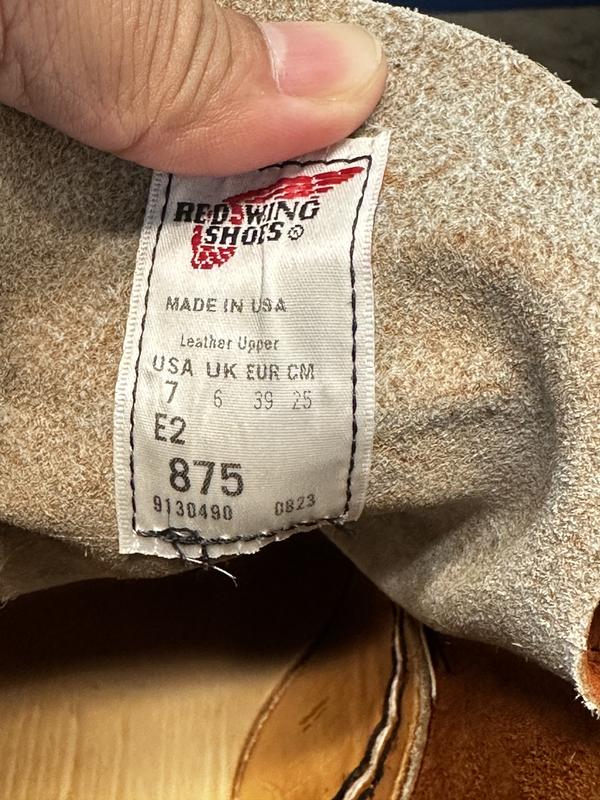 RED WING
SHOES®
MADE IN USA
Leather Upper
USA UK EUR CM
7 6 39 25
E2
875
9130490 0823